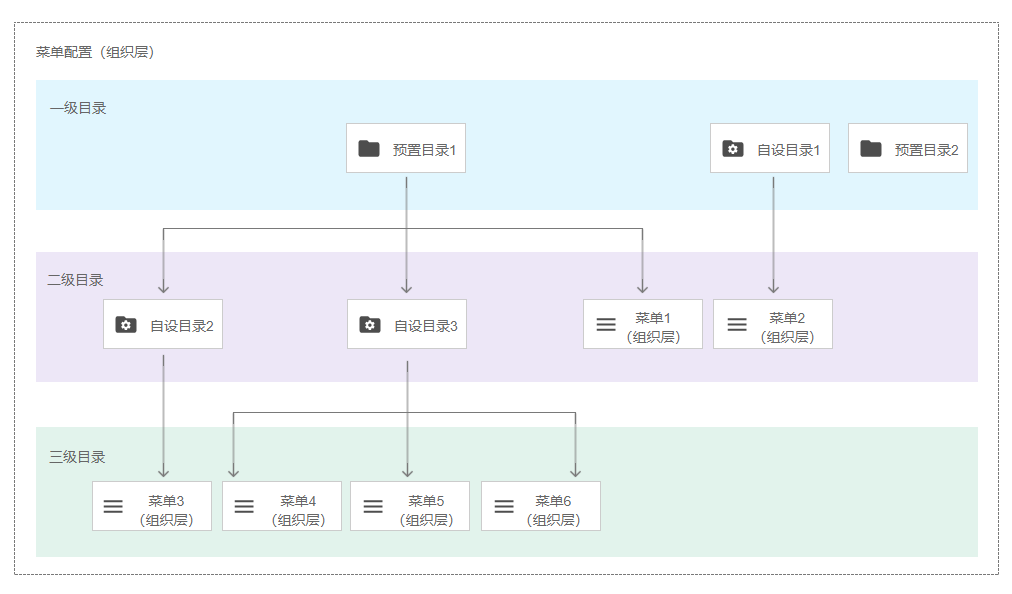 菜单配置（组织层）
一级目录
预置目录1
自设目录1
预置目录2
二级目录
自设目录2
自设目录3
菜单1
（组织层）
菜单2
（组织层）
三级目录
菜单3
（组织层）
菜单4
（组织层）
菜单5
（组织层）
菜单6
（组织层）